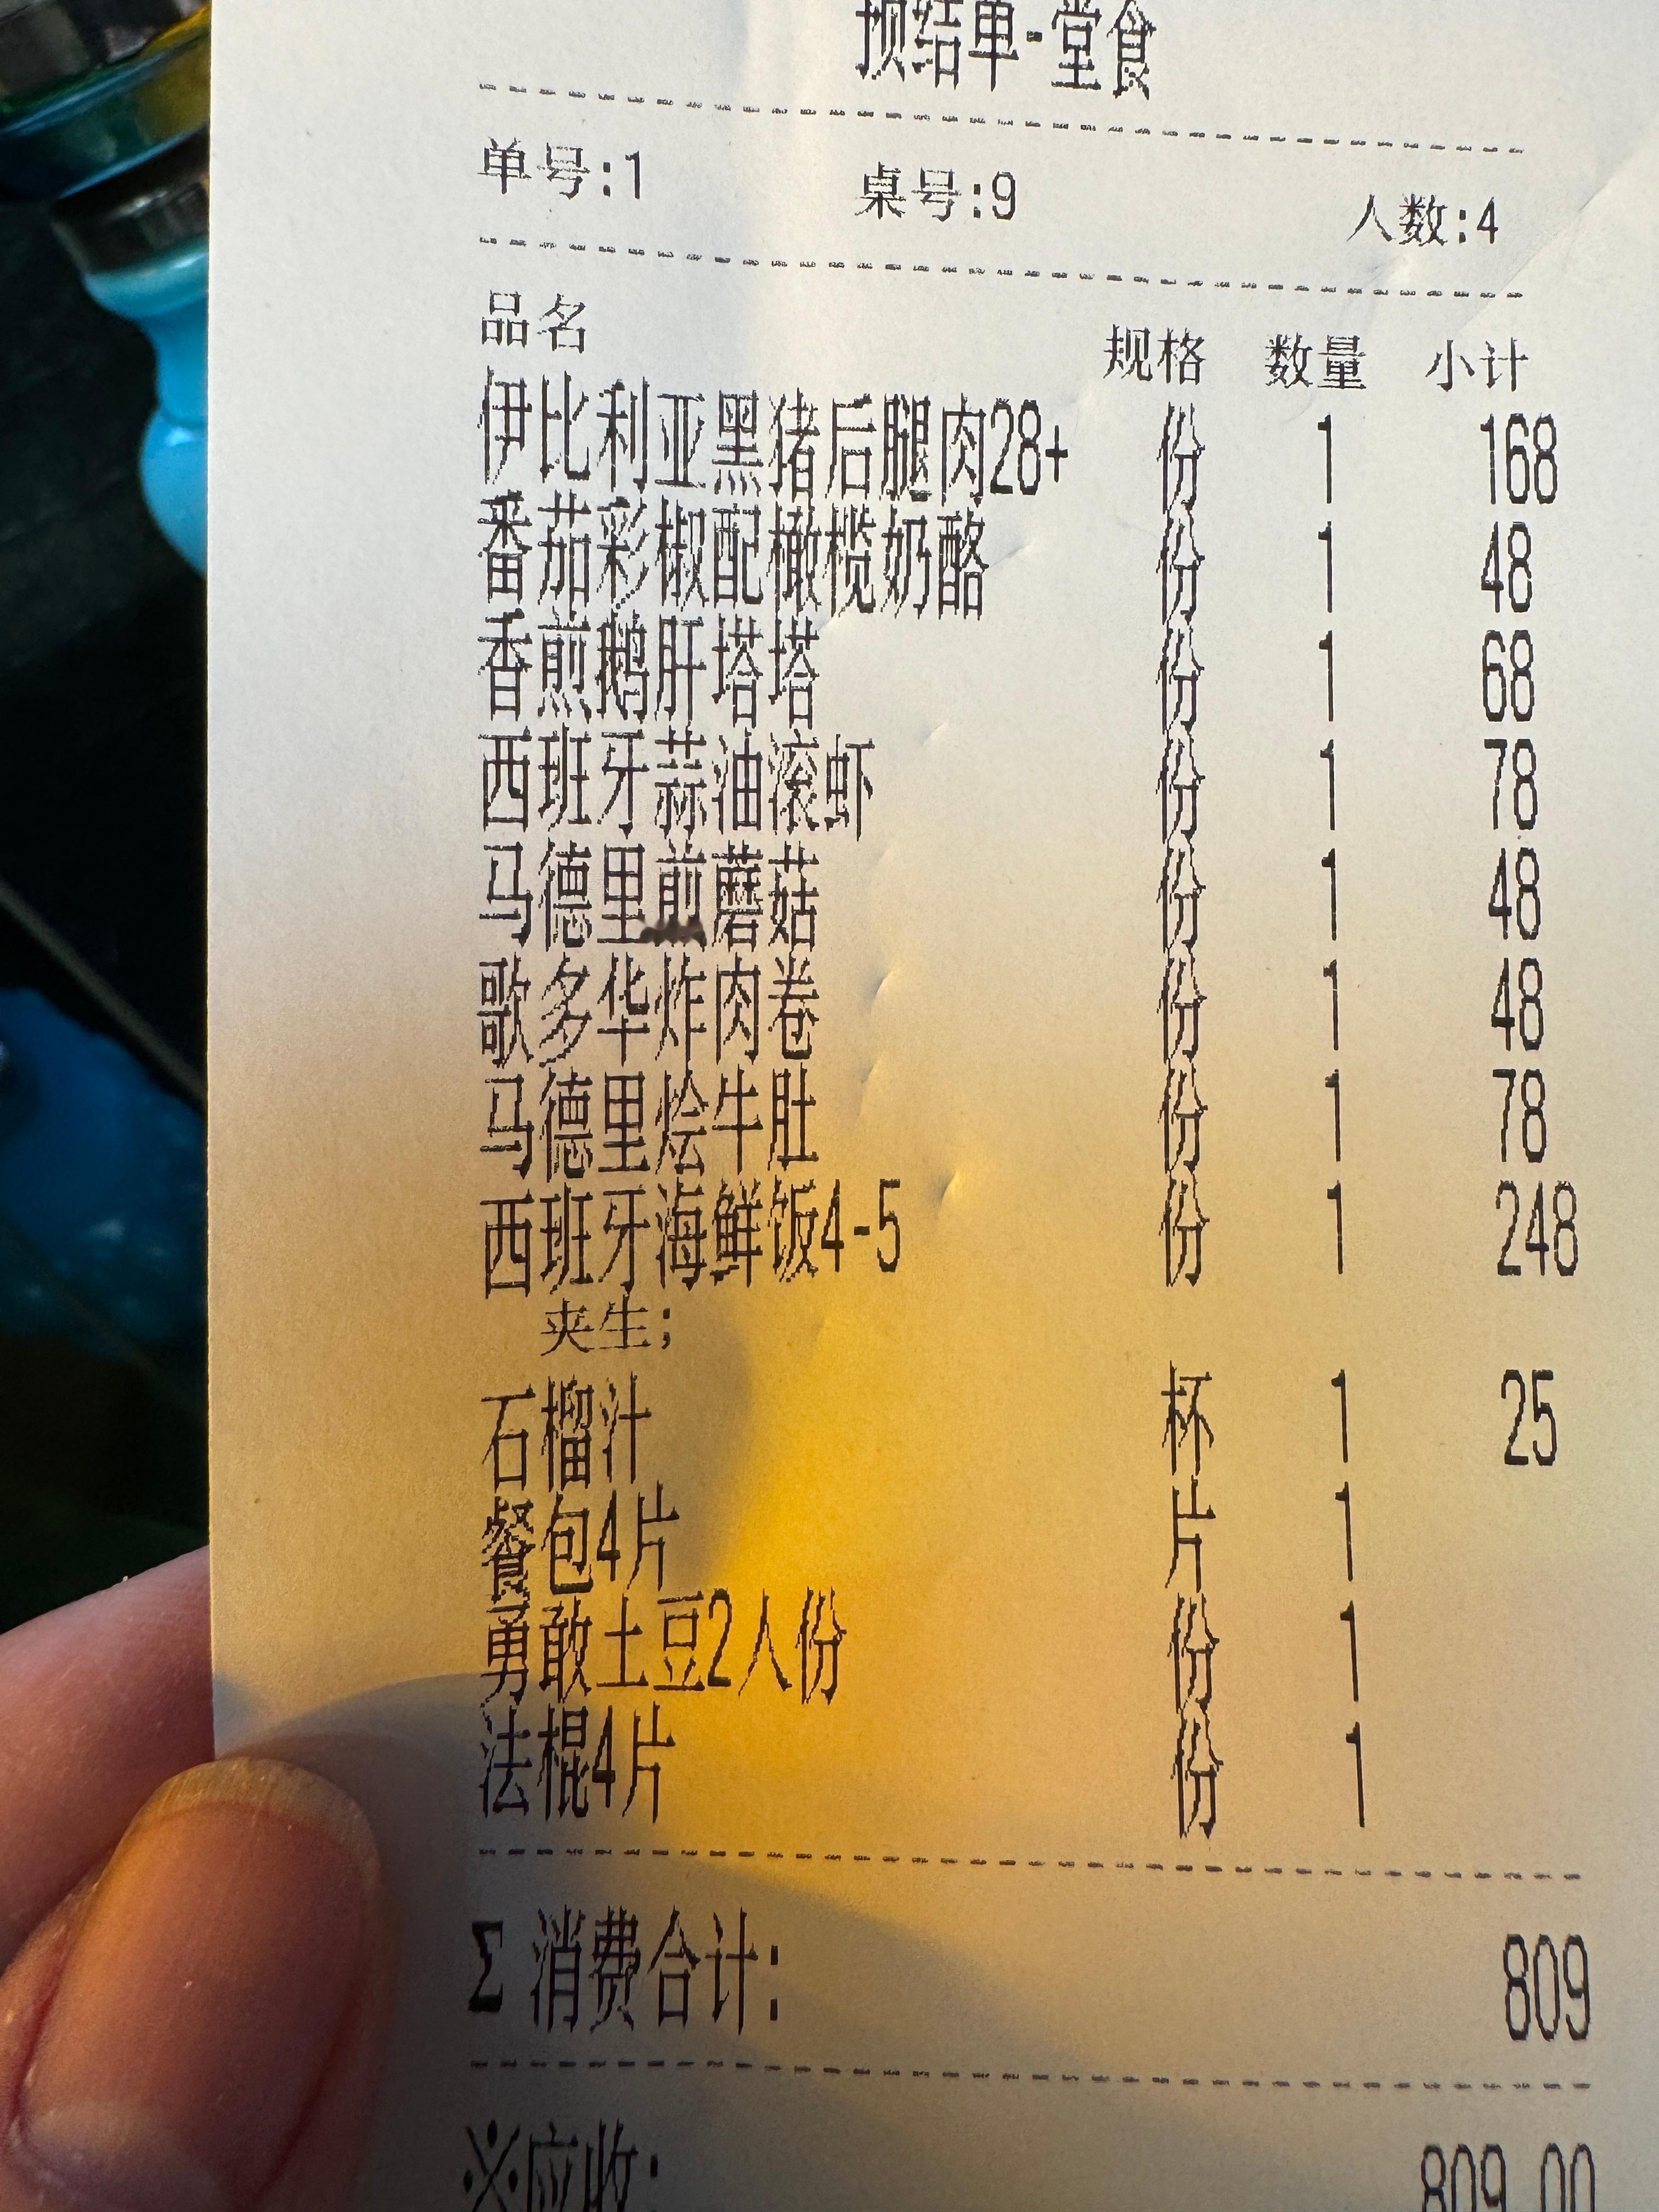 预结单-堂食
单号:1 桌号:9 人数:4
品名 规格 数量 小计
伊比利亚黑猪后腿肉28+ 份 1 168
番茄彩椒配橄榄奶酪 份 1 48
香煎鹅肝塔塔 份 1 68
西班牙蒜油滚虾 份 1 78
马德里煎蘑菇 份 1 48
歌多华炸肉卷 份 1 48
马德里烩牛肚 份 1 78
西班牙海鲜饭4-5 份 1 248
夹生;
石榴汁 杯 1 25
餐包4片 片 1
勇敢土豆2人份 份 1
法棍4片 份 1
Σ 消费合计: 809
※应收: 809.00